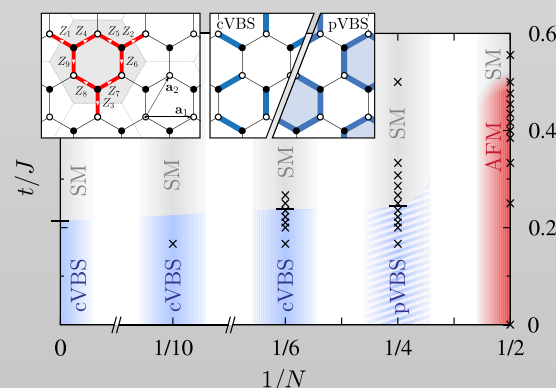 Z₁ Z₄ Z₅ Z₂
Z₉ Z₆
Z₈ Z₇
Z₃
a₂
a₁
cVBS pVBS
0.6
0.4
0.2
0
t/J
SM SM SM SM SM
cVBS cVBS cVBS pVBS AFM
0 1/10 1/6 1/4 1/2
1/N